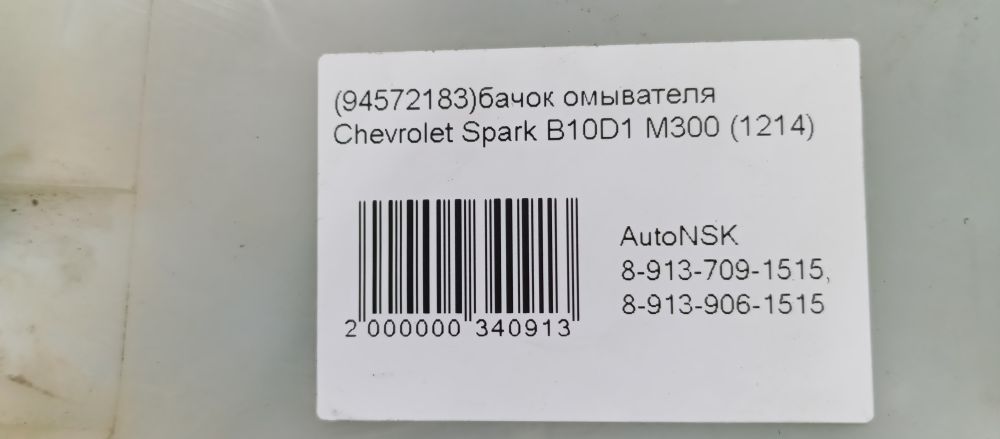 (94572183)бачок омывателя
Chevrolet Spark B10D1 M300 (1214)
AutoNSK
8-913-709-1515,
8-913-906-1515
2 000000 340913